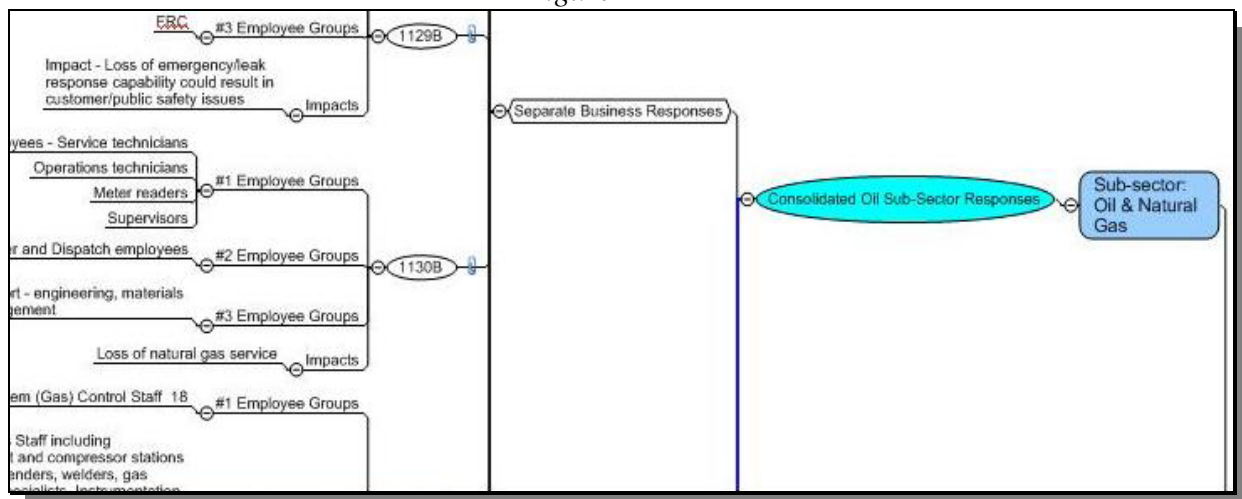 ERC
#3 Employee Groups
1129B
Impact - Loss of emergency/leak
response capability could result in
customer/public safety issues
Impacts
Separate Business Responses
yees - Service technicians
Operations technicians
Meter readers
Supervisors
#1 Employee Groups
Consolidated Oil Sub-Sector Responses
Sub-sector:
Oil & Natural
Gas
r and Dispatch employees
#2 Employee Groups
1130B
rt - engineering, materials
gement
#3 Employee Groups
Loss of natural gas service
Impacts
em (Gas) Control Staff 18
#1 Employee Groups
Staff including
t and compressor stations
enders, welders, gas